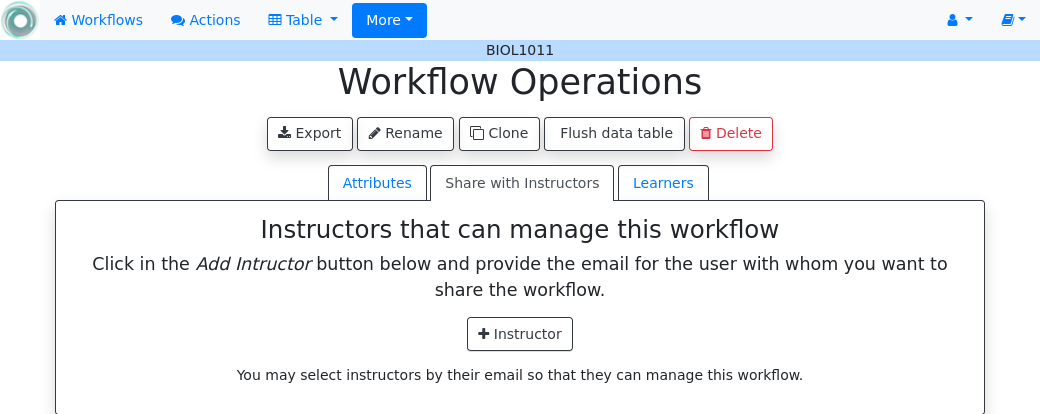 Workflows Actions Table More
BIOL1011
Workflow Operations
Export Rename Clone Flush data table Delete
Attributes Share with Instructors Learners
Instructors that can manage this workflow
Click in the Add Intructor button below and provide the email for the user with whom you want to
share the workflow.
Instructor
You may select instructors by their email so that they can manage this workflow.